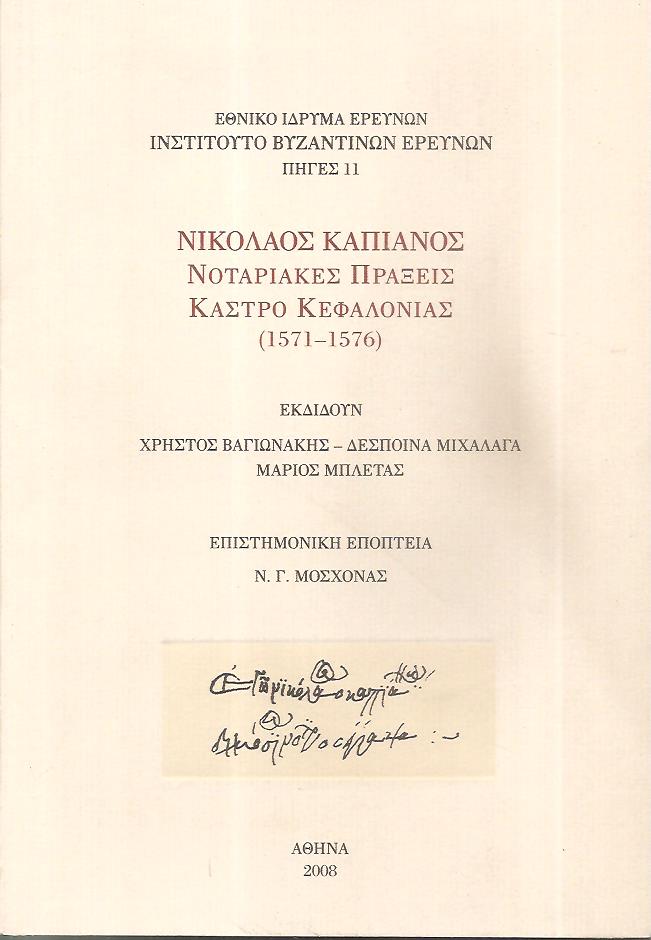 ΕΘΝΙΚΟ ΙΔΡΥΜΑ ΕΡΕΥΝΩΝ
ΙΝΣΤΙΤΟΥΤΟ ΒΥΖΑΝΤΙΝΩΝ ΕΡΕΥΝΩΝ
ΠΗΓΕΣ 11
ΝΙΚΟΛΑΟΣ ΚΑΠΙΑΝΟΣ
ΝΟΤΑΡΙΑΚΕΣ ΠΡΑΞΕΙΣ
ΚΑΣΤΡΟ ΚΕΦΑΛΟΝΙΑΣ
(1571–1576)
ΕΚΔΙΔΟΥΝ
ΧΡΗΣΤΟΣ ΒΑΓΙΩΝΑΚΗΣ – ΔΕΣΠΟΙΝΑ ΜΙΧΑΛΑΓΑ
ΜΑΡΙΟΣ ΜΠΛΕΤΑΣ
ΕΠΙΣΤΗΜΟΝΙΚΗ ΕΠΟΠΤΕΙΑ
Ν. Γ. ΜΟΣΧΟΝΑΣ
ΑΘΗΝΑ
2008